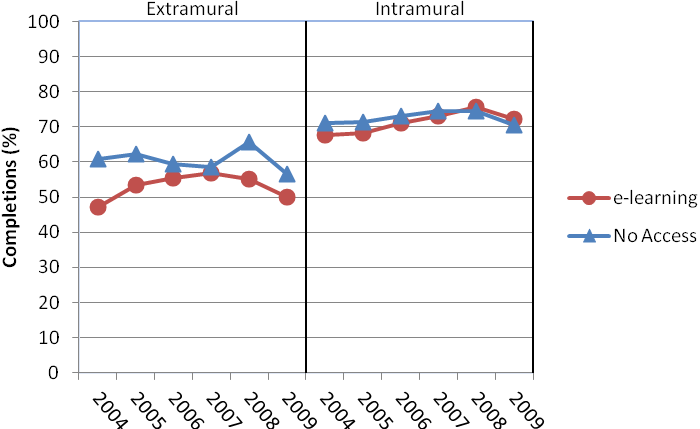 Extramural Intramural
100
90
80
70
60
50
40
30
20
10
0
Completions (%)
2004 2005 2006 2007 2008 2009 2004 2005 2006 2007 2008 2009
e-learning
No Access